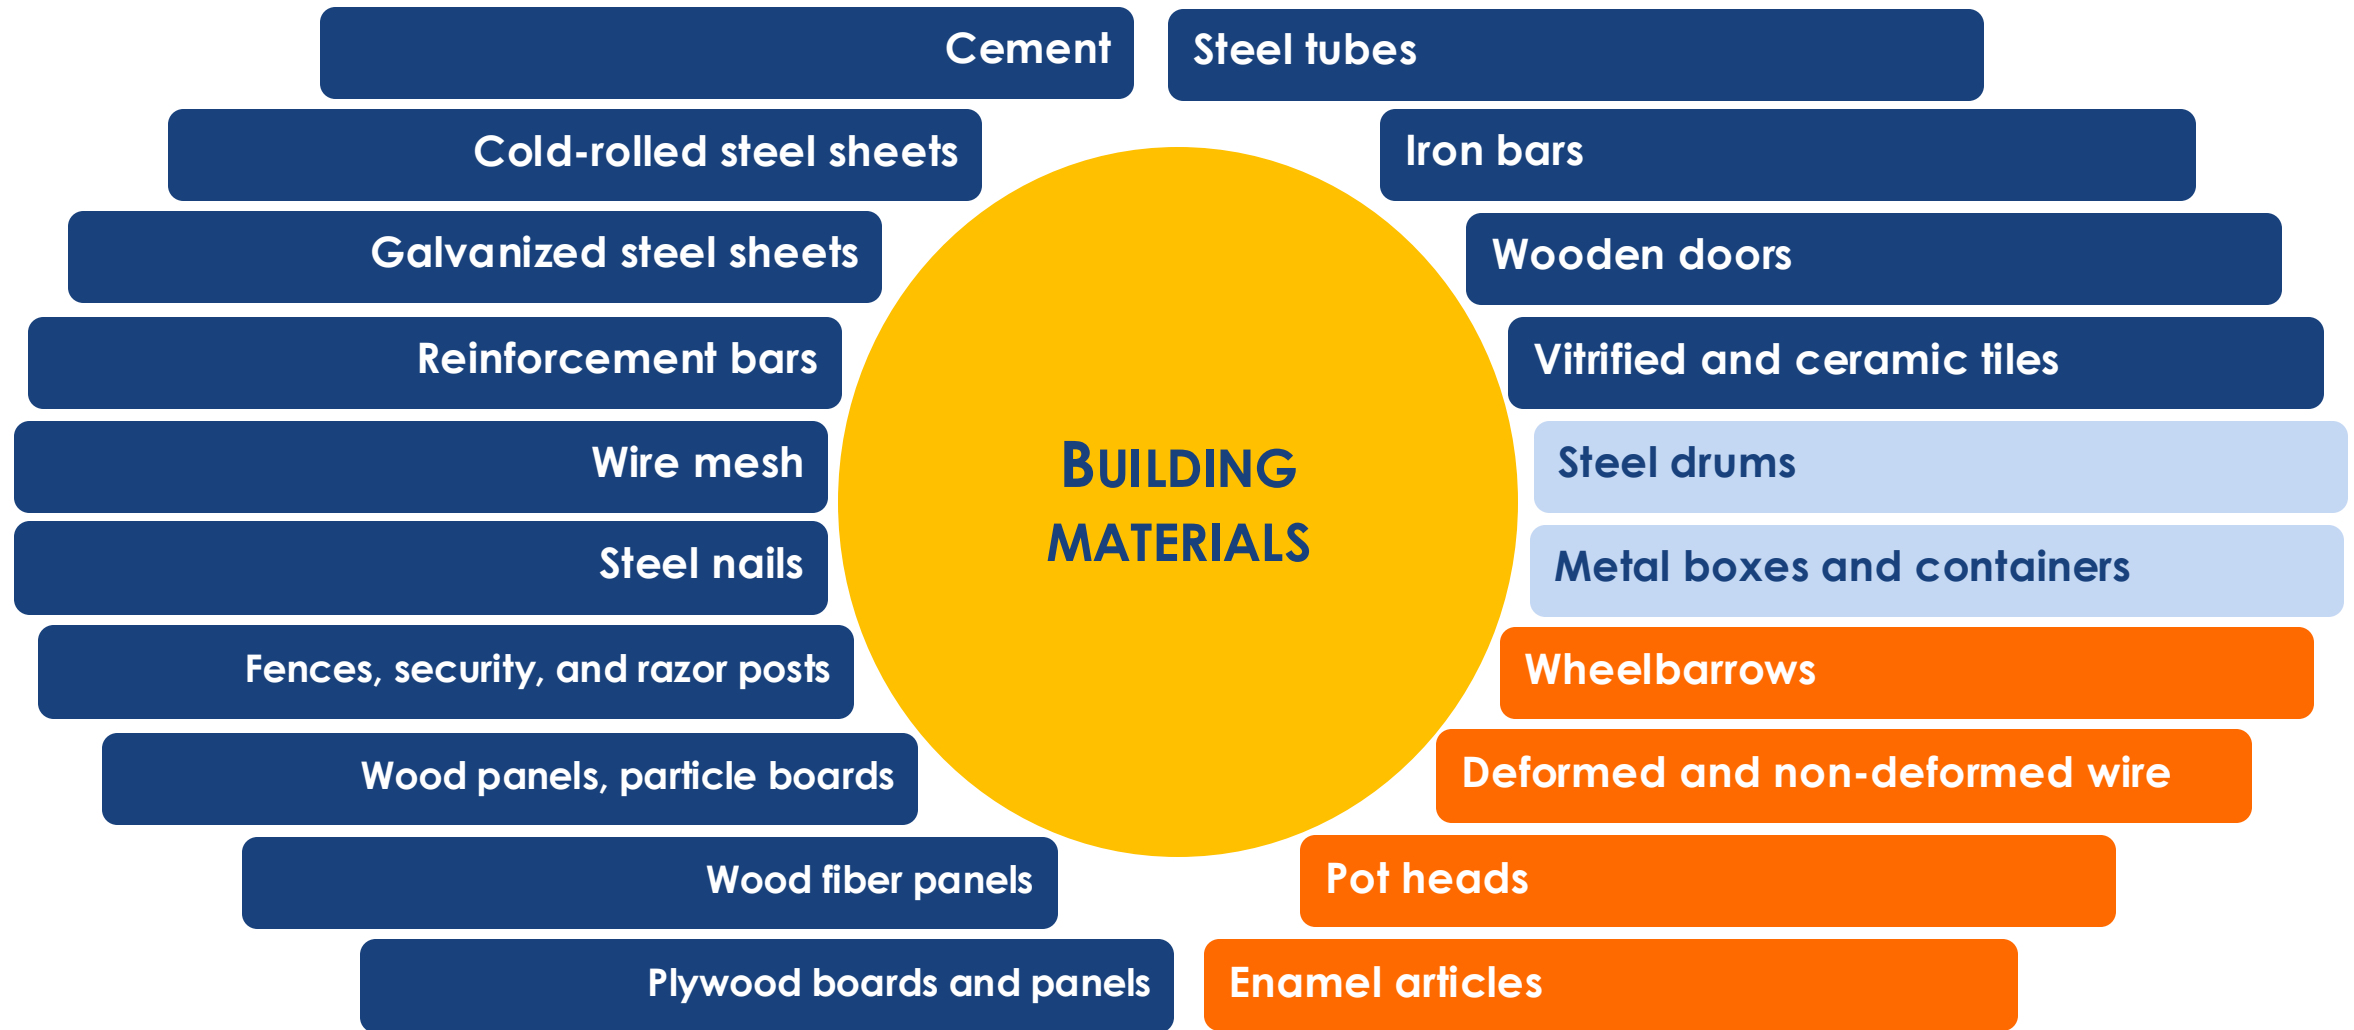 Cement
Cold-rolled steel sheets
Galvanized steel sheets
Reinforcement bars
Wire mesh
Steel nails
Fences, security, and razor posts
Wood panels, particle boards
Wood fiber panels
Plywood boards and panels
BUILDING
MATERIALS
Steel tubes
Iron bars
Wooden doors
Vitrified and ceramic tiles
Steel drums
Metal boxes and containers
Wheelbarrows
Deformed and non-deformed wire
Pot heads
Enamel articles